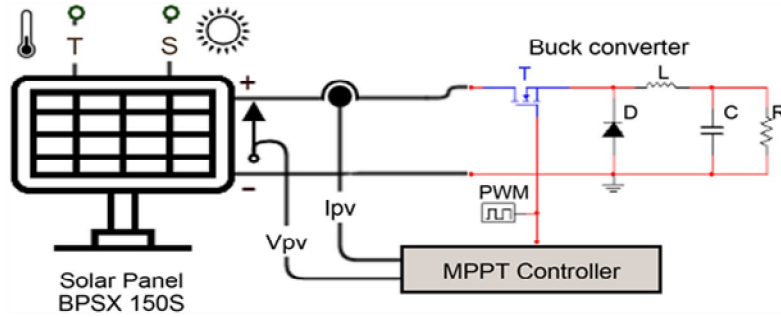 T
S
Buck converter
+
T
L
D
C
R
-
PWM
Ipv
Vpv
MPPT Controller
Solar Panel
BPSX 150S